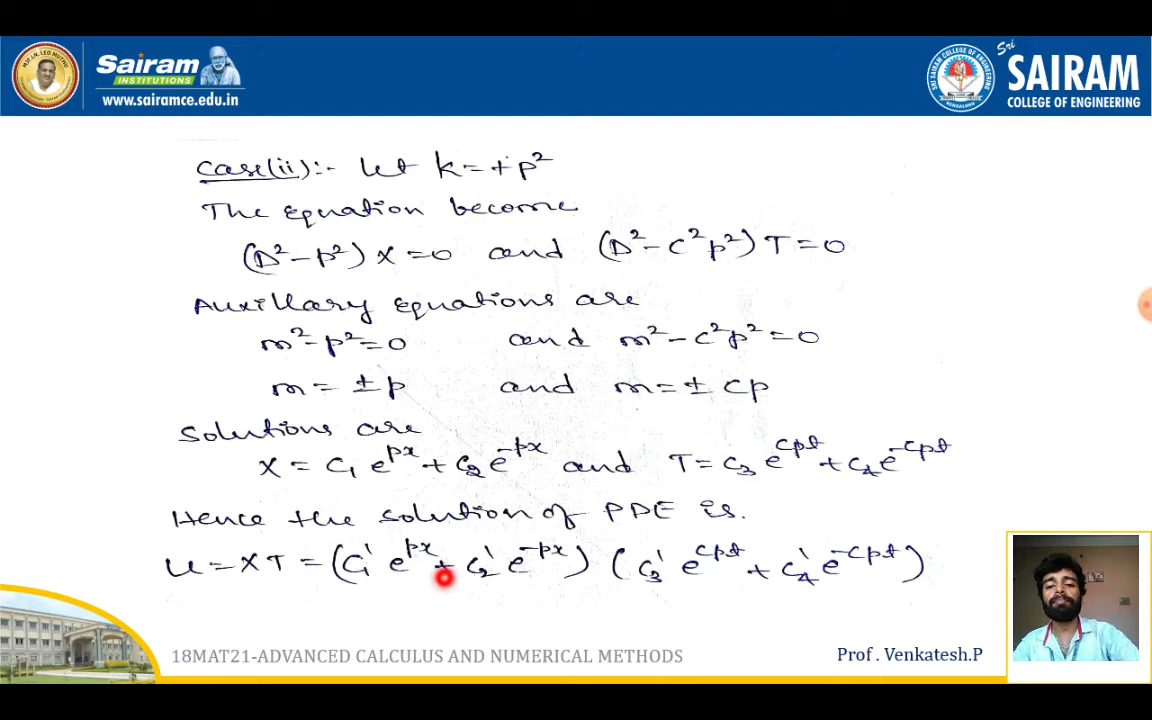 Sairam
INSTITUTIONS
www.sairamce.edu.in
Sri
SAIRAM
COLLEGE OF ENGINEERING
Case(ii):- Let k=+p²
The Equation become
(D²-p²) X =0 and (D²-C²p²) T=0
Auxillary Equations are
m²-p²=0 and m²-c²p²=0
m= ±p and m=± cp
Solutions are
X = C₁ e^px + C₂ e^-px and T= C₃ e^cpt + C₄ e^-cpt
Hence the solution of PDE is.
U = XT = (C₁' e^px + C₂' e^-px) (C₃' e^cpt + C₄' e^-cpt)
18MAT21-ADVANCED CALCULUS AND NUMERICAL METHODS
Prof . Venkatesh.P